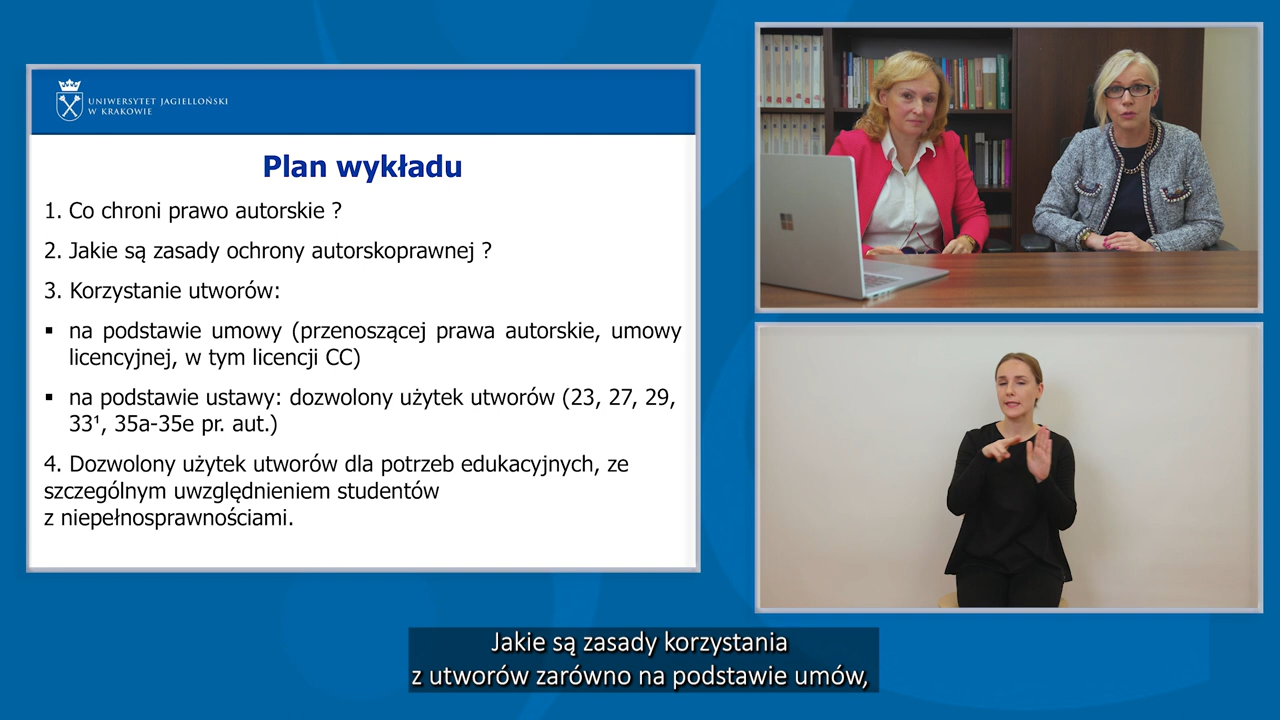 UNIWERSYTET JAGIELLOŃSKI
W KRAKOWIE
Plan wykładu
1. Co chroni prawo autorskie ?
2. Jakie są zasady ochrony autorskoprawnej ?
3. Korzystanie utworów:
▪ na podstawie umowy (przenoszącej prawa autorskie, umowy
licencyjnej, w tym licencji CC)
▪ na podstawie ustawy: dozwolony użytek utworów (23, 27, 29,
33¹, 35a-35e pr. aut.)
4. Dozwolony użytek utworów dla potrzeb edukacyjnych, ze
szczególnym uwzględnieniem studentów
z niepełnosprawnościami.
Jakie są zasady korzystania
z utworów zarówno na podstawie umów,